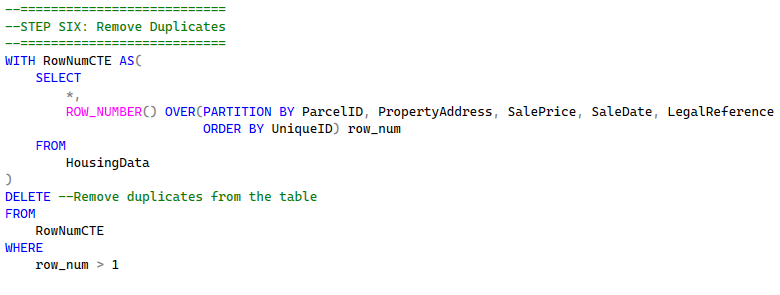 --===========================
--STEP SIX: Remove Duplicates
--===========================
WITH RowNumCTE AS(
    SELECT
        *,
        ROW_NUMBER() OVER(PARTITION BY ParcelID, PropertyAddress, SalePrice, SaleDate, LegalReference
                          ORDER BY UniqueID) row_num
    FROM
        HousingData
)
DELETE --Remove duplicates from the table
FROM
    RowNumCTE
WHERE
    row_num > 1